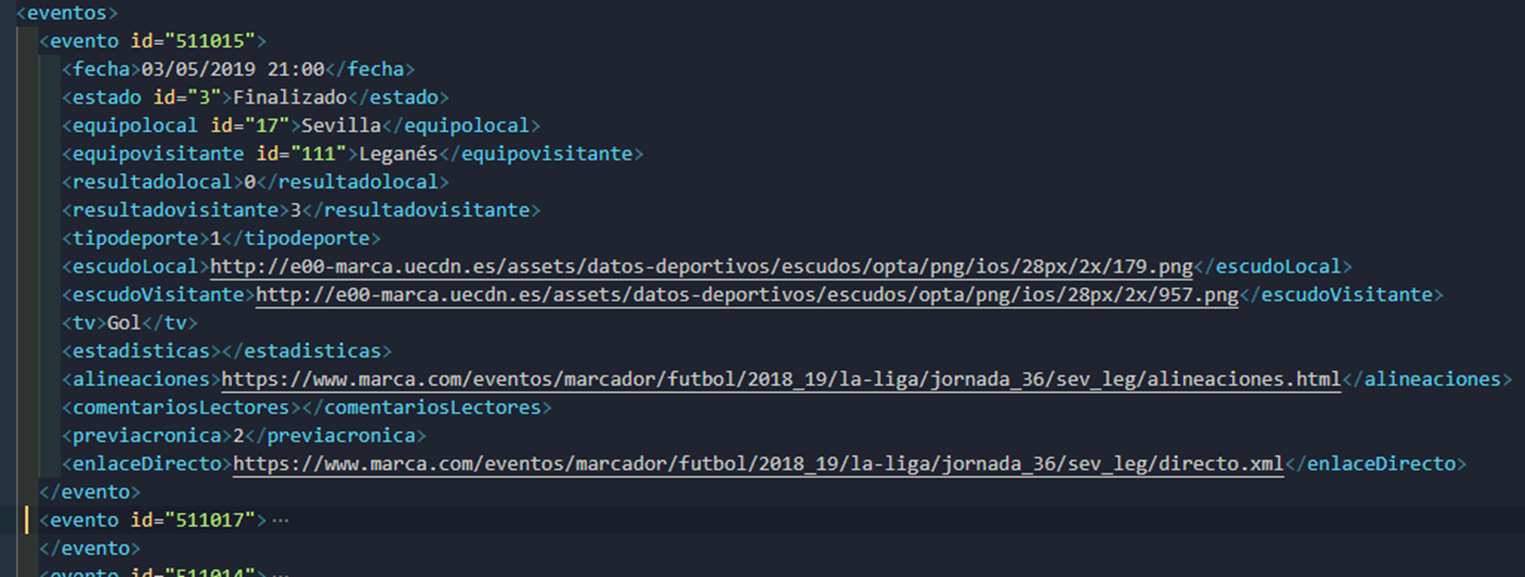 <eventos>
<evento id="511015">
<fecha>03/05/2019 21:00</fecha>
<estado id="3">Finalizado</estado>
<equipolocal id="17">Sevilla</equipolocal>
<equipovisitante id="111">Leganés</equipovisitante>
<resultadolocal>0</resultadolocal>
<resultadovisitante>3</resultadovisitante>
<tipodeporte>1</tipodeporte>
<escudoLocal>http://e00-marca.uecdn.es/assets/datos-deportivos/escudos/opta/png/ios/28px/2x/179.png</escudoLocal>
<escudoVisitante>http://e00-marca.uecdn.es/assets/datos-deportivos/escudos/opta/png/ios/28px/2x/957.png</escudoVisitante>
<tv>Gol</tv>
<estadisticas></estadisticas>
<alineaciones>https://www.marca.com/eventos/marcador/futbol/2018_19/la-liga/jornada_36/sev_leg/alineaciones.html</alineaciones>
<comentariosLectores></comentariosLectores>
<previacronica>2</previacronica>
<enlaceDirecto>https://www.marca.com/eventos/marcador/futbol/2018_19/la-liga/jornada_36/sev_leg/directo.xml</enlaceDirecto>
</evento>
<evento id="511017">···
</evento>
<evento id="511014">···